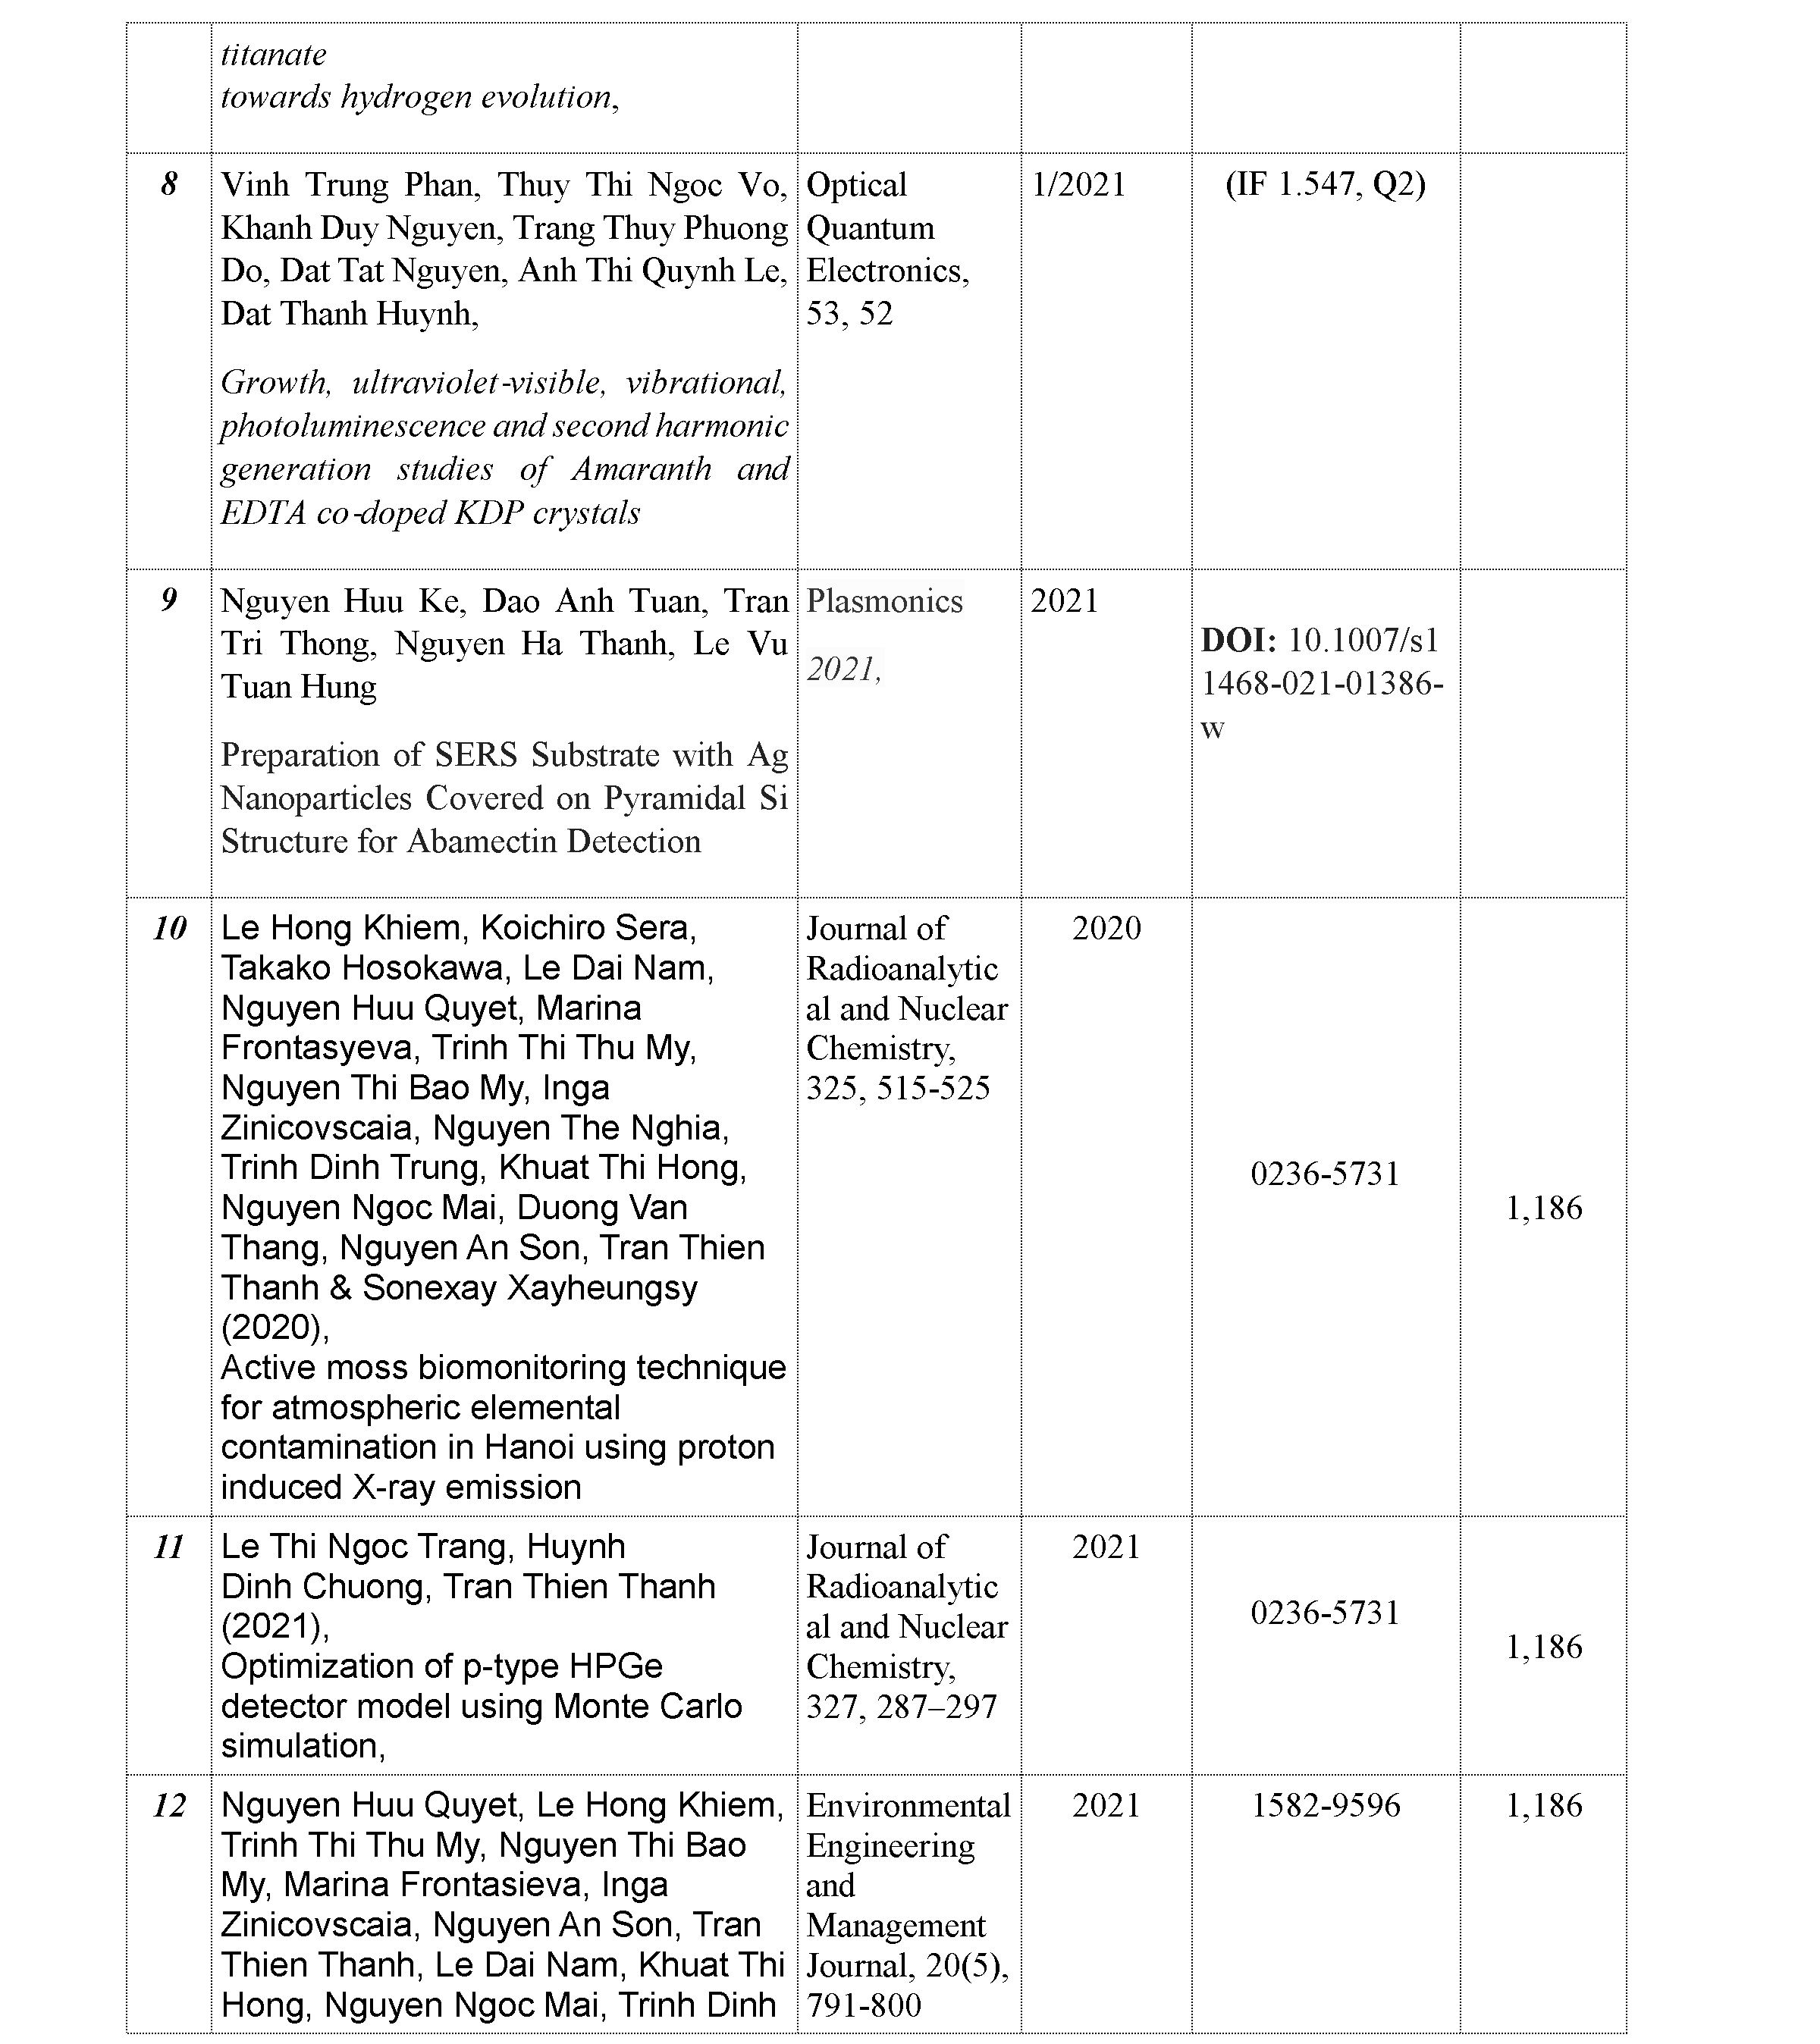 titanate
towards hydrogen evolution,
8
Vinh Trung Phan, Thuy Thi Ngoc Vo,
Khanh Duy Nguyen, Trang Thuy Phuong
Do, Dat Tat Nguyen, Anh Thi Quynh Le,
Dat Thanh Huynh,
Growth, ultraviolet-visible, vibrational,
photoluminescence and second harmonic
generation studies of Amaranth and
EDTA co-doped KDP crystals
Optical
Quantum
Electronics,
53, 52
1/2021
(IF 1.547, Q2)
9
Nguyen Huu Ke, Dao Anh Tuan, Tran
Tri Thong, Nguyen Ha Thanh, Le Vu
Tuan Hung
Preparation of SERS Substrate with Ag
Nanoparticles Covered on Pyramidal Si
Structure for Abamectin Detection
Plasmonics
2021,
2021
DOI: 10.1007/s1
1468-021-01386-
w
10
Le Hong Khiem, Koichiro Sera,
Takako Hosokawa, Le Dai Nam,
Nguyen Huu Quyet, Marina
Frontasyeva, Trinh Thi Thu My,
Nguyen Thi Bao My, Inga
Zinicovscaia, Nguyen The Nghia,
Trinh Dinh Trung, Khuat Thi Hong,
Nguyen Ngoc Mai, Duong Van
Thang, Nguyen An Son, Tran Thien
Thanh & Sonexay Xayheungsy
(2020),
Active moss biomonitoring technique
for atmospheric elemental
contamination in Hanoi using proton
induced X-ray emission
Journal of
Radioanalytic
al and Nuclear
Chemistry,
325, 515-525
2020
0236-5731
1,186
11
Le Thi Ngoc Trang, Huynh
Dinh Chuong, Tran Thien Thanh
(2021),
Optimization of p-type HPGe
detector model using Monte Carlo
simulation,
Journal of
Radioanalytic
al and Nuclear
Chemistry,
327, 287–297
2021
0236-5731
1,186
12
Nguyen Huu Quyet, Le Hong Khiem,
Trinh Thi Thu My, Nguyen Thi Bao
My, Marina Frontasieva, Inga
Zinicovscaia, Nguyen An Son, Tran
Thien Thanh, Le Dai Nam, Khuat Thi
Hong, Nguyen Ngoc Mai, Trinh Dinh
Environmental
Engineering
and
Management
Journal, 20(5),
791-800
2021
1582-9596
1,186